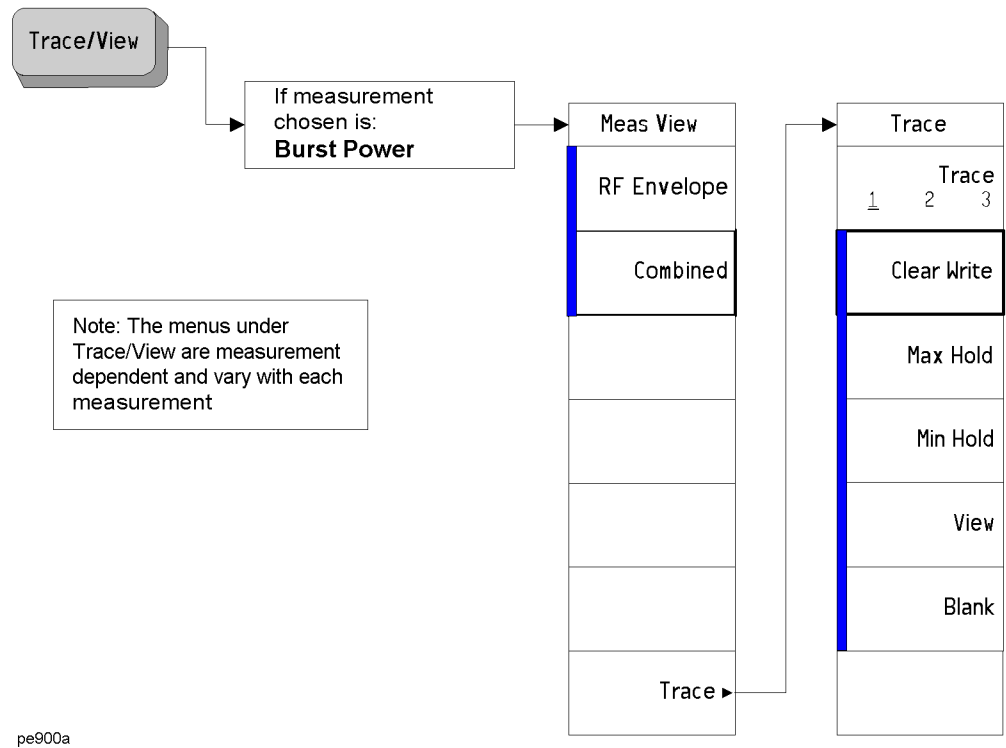 Trace/View
If measurement
chosen is:
Burst Power
Meas View
RF Envelope
Combined
Trace
Trace
Trace
1 2 3
Clear Write
Max Hold
Min Hold
View
Blank
Note: The menus under
Trace/View are measurement
dependent and vary with each
measurement
pe900a